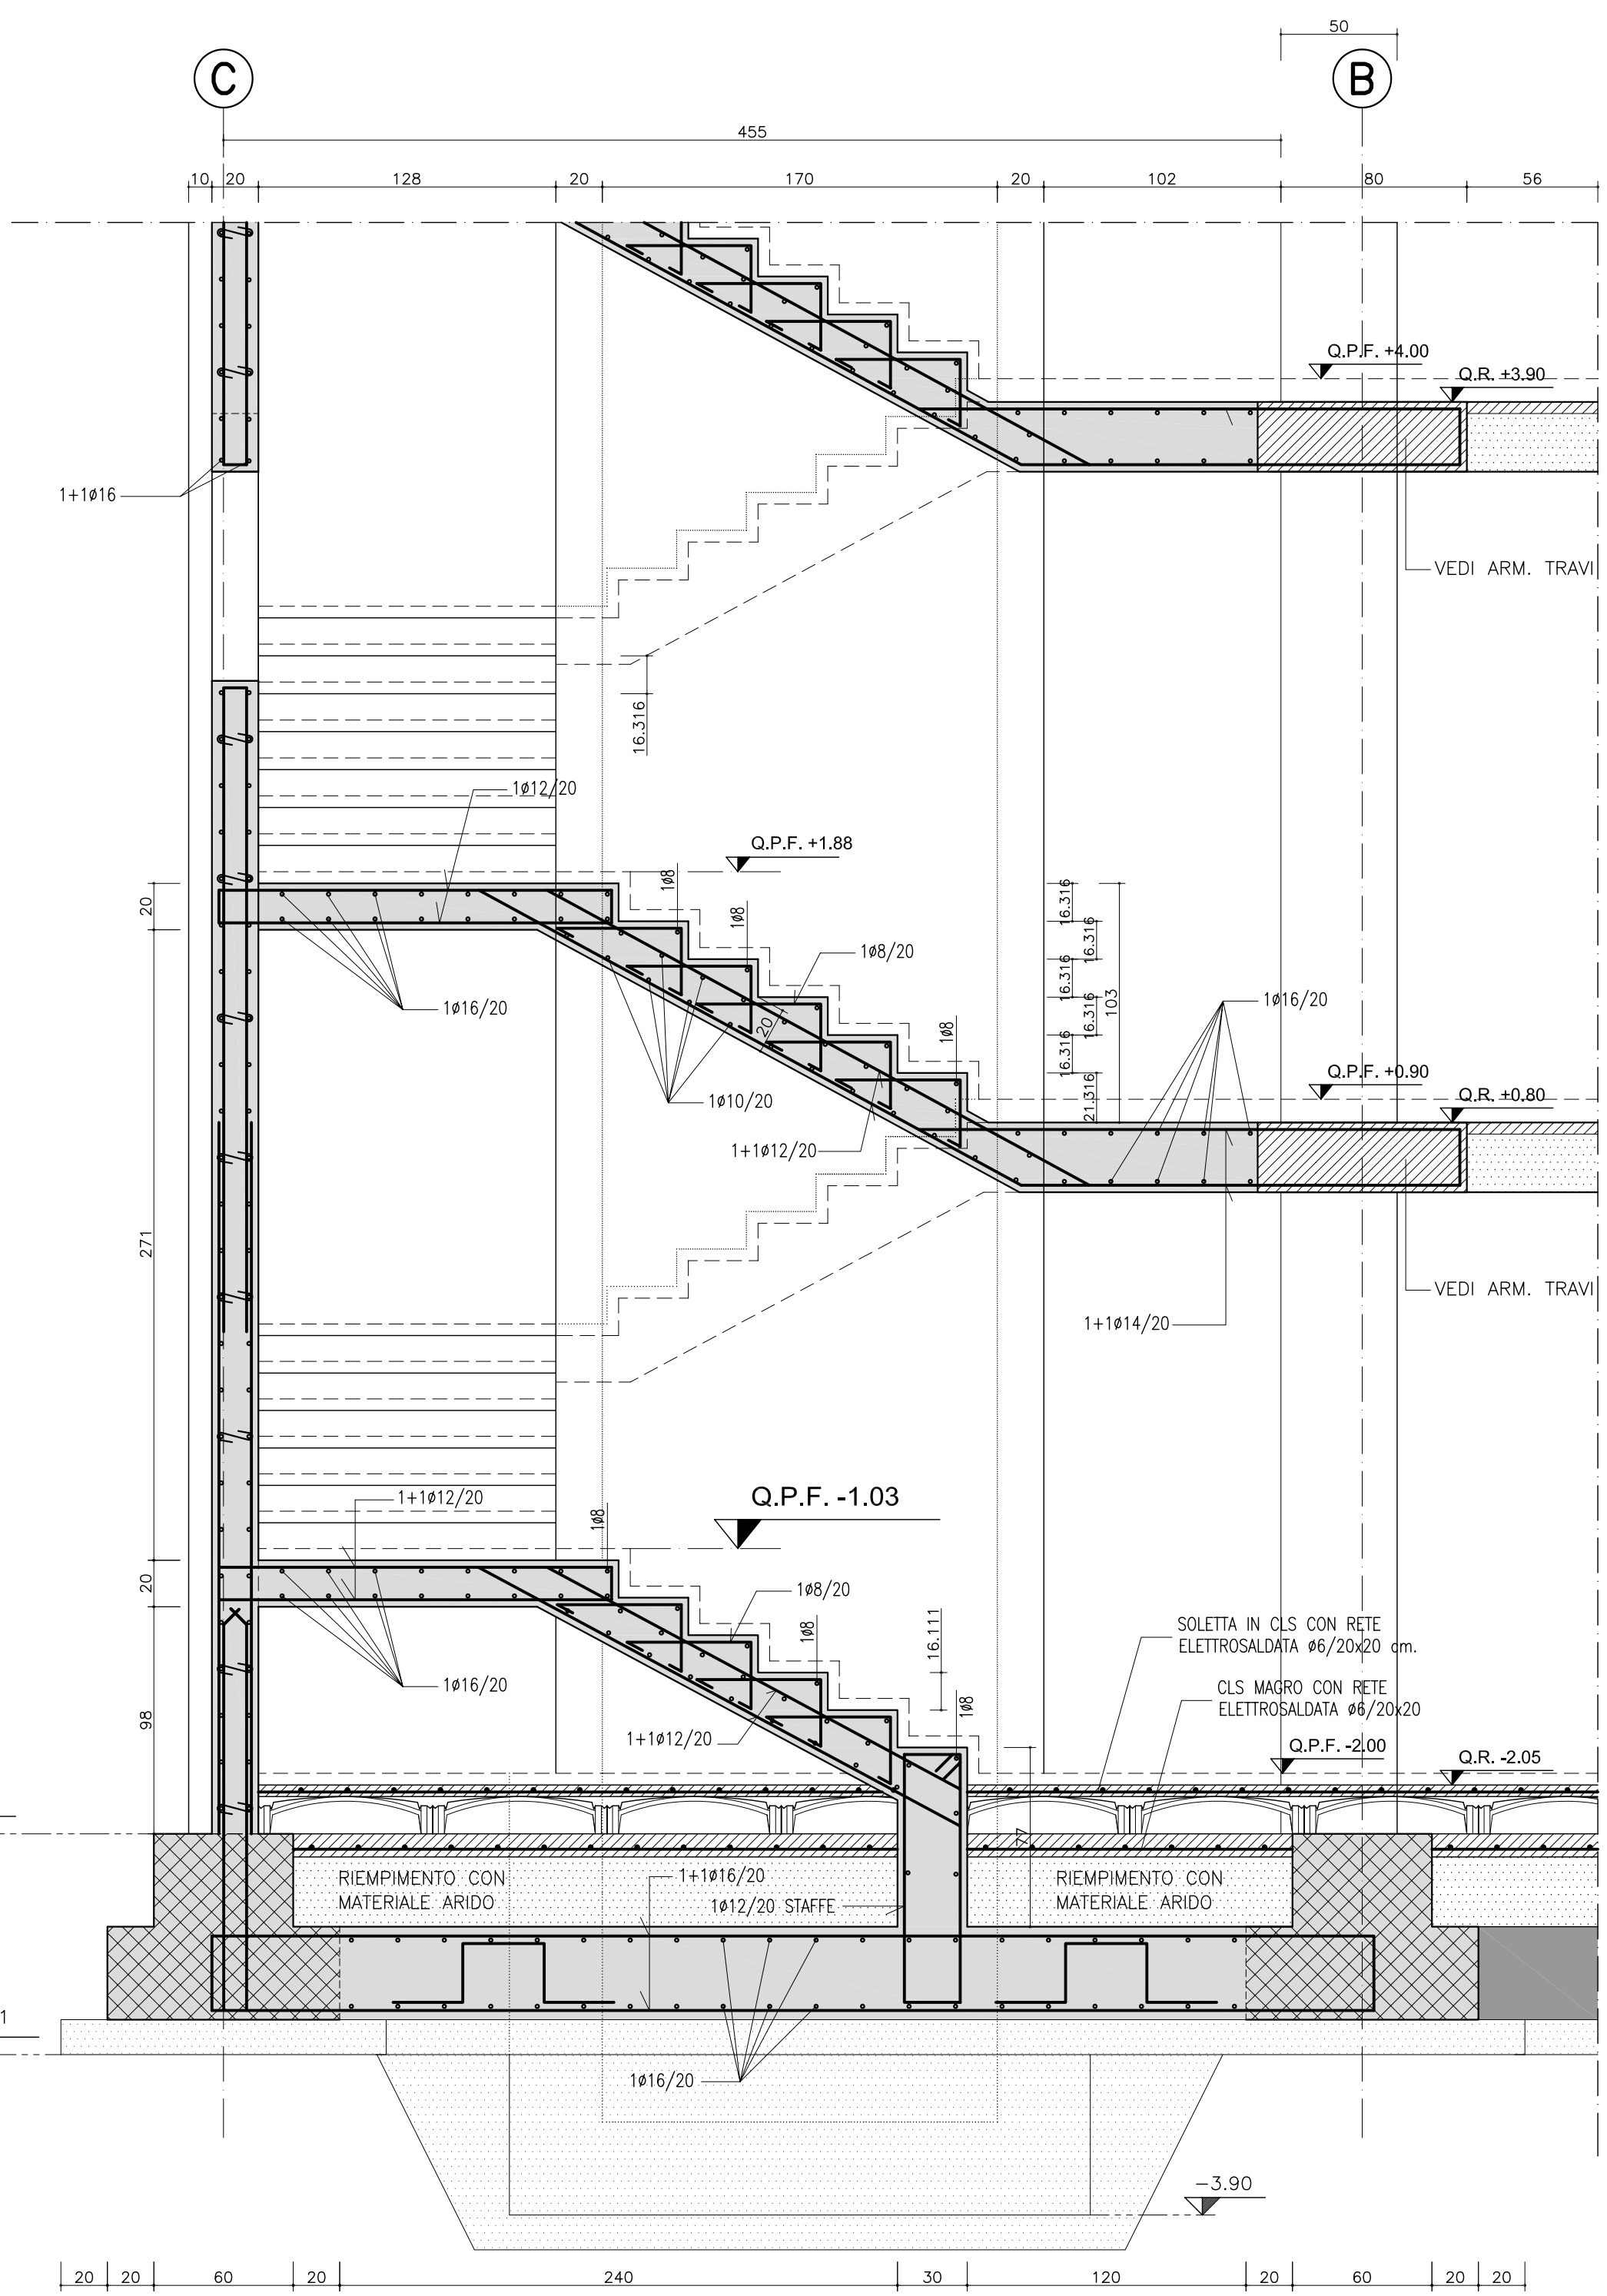 50
C
B
455
10
20
128
20
170
20
102
80
56
Q.P.F. +4.00
Q.R. +3.90
1+1ø16
VEDI ARM. TRAVI
16.316
1ø12/20
Q.P.F. +1.88
1ø8
1ø8
20
1ø8/20
16.316
16.316
16.316
16.316
16.316
21.316
103
1ø16/20
1ø16/20
20
1ø8
Q.P.F. +0.90
Q.R. +0.80
1ø10/20
1+1ø12/20
271
VEDI ARM. TRAVI
1+1ø14/20
1+1ø12/20
Q.P.F. -1.03
1ø8
20
1ø8/20
1ø8
16.111
SOLETTA IN CLS CON RETE
ELETTROSALDATA ø6/20x20 cm.
1ø16/20
CLS MAGRO CON RETE
ELETTROSALDATA ø6/20x20
1ø8
98
1+1ø12/20
Q.P.F. -2.00
Q.R. -2.05
77
RIEMPIMENTO CON
MATERIALE ARIDO
1+1ø16/20
1ø12/20 STAFFE
RIEMPIMENTO CON
MATERIALE ARIDO
1
1ø16/20
-3.90
20
20
60
20
240
30
120
20
60
20
20